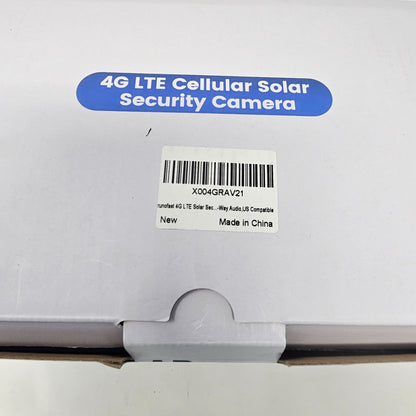 4G LTE Cellular Solar
Security Camera
X004GRAV21
runofast 4G LTE Solar Sec...-Way Audio,US Compatible
New Made in China